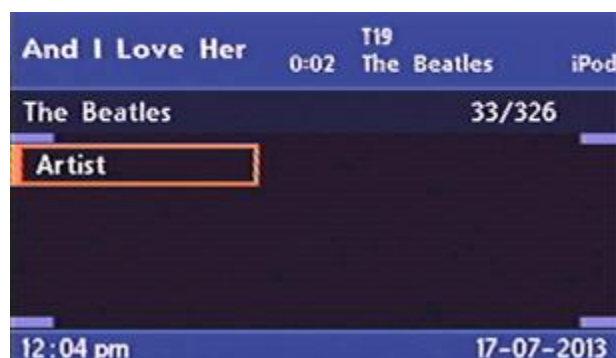 And I Love Her
0:02
T19
The Beatles
iPod
The Beatles 33/326
Artist
12:04 pm 17-07-2013